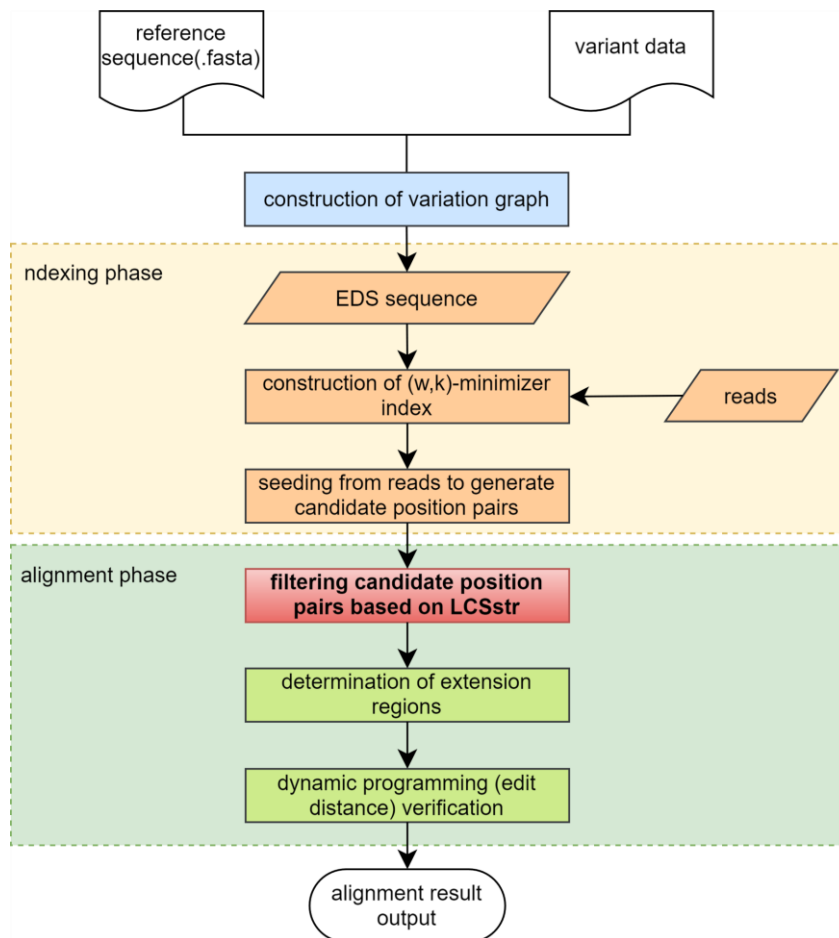 reference
sequence(.fasta)
variant data
construction of variation graph
ndexing phase
EDS sequence
construction of (w,k)-minimizer
index
reads
seeding from reads to generate
candidate position pairs
alignment phase
filtering candidate position
pairs based on LCSstr
determination of extension
regions
dynamic programming (edit
distance) verification
alignment result
output